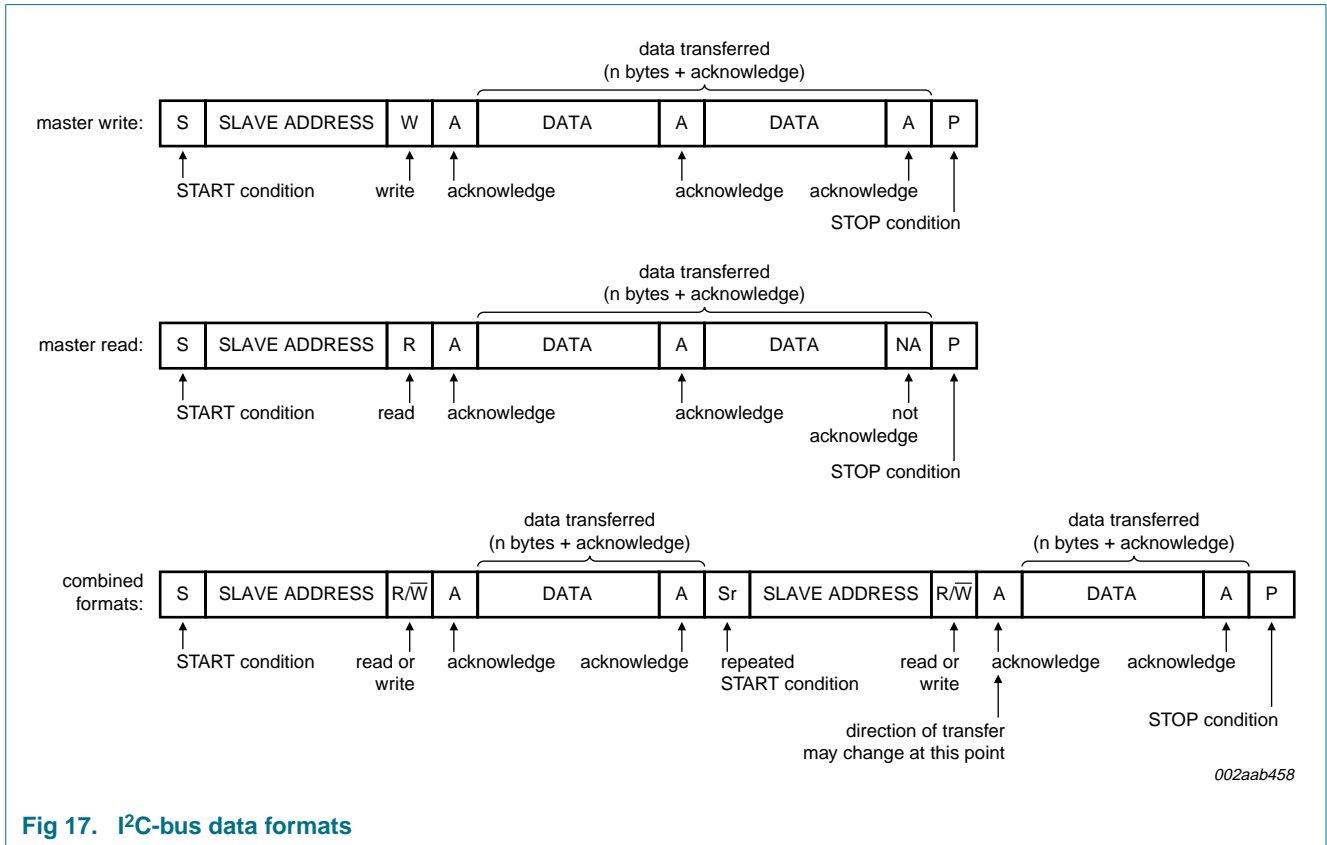 data transferred
(n bytes + acknowledge)
master write: S SLAVE ADDRESS W A DATA A DATA A P
START condition write acknowledge acknowledge acknowledge
STOP condition
data transferred
(n bytes + acknowledge)
master read: S SLAVE ADDRESS R A DATA A DATA NA P
START condition read acknowledge acknowledge not
acknowledge
STOP condition
data transferred data transferred
(n bytes + acknowledge) (n bytes + acknowledge)
combined
formats: S SLAVE ADDRESS R/W̅ A DATA A Sr SLAVE ADDRESS R/W̅ A DATA A P
START condition read or acknowledge acknowledge repeated read or acknowledge acknowledge
write START condition write
direction of transfer STOP condition
may change at this point
002aab458
Fig 17. I²C-bus data formats